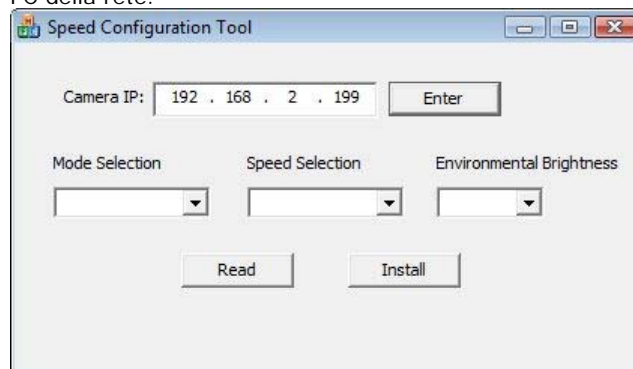 PC della rete.
Speed Configuration Tool
Camera IP: 192 . 168 . 2 . 199 Enter
Mode Selection Speed Selection Environmental Brightness
Read Install